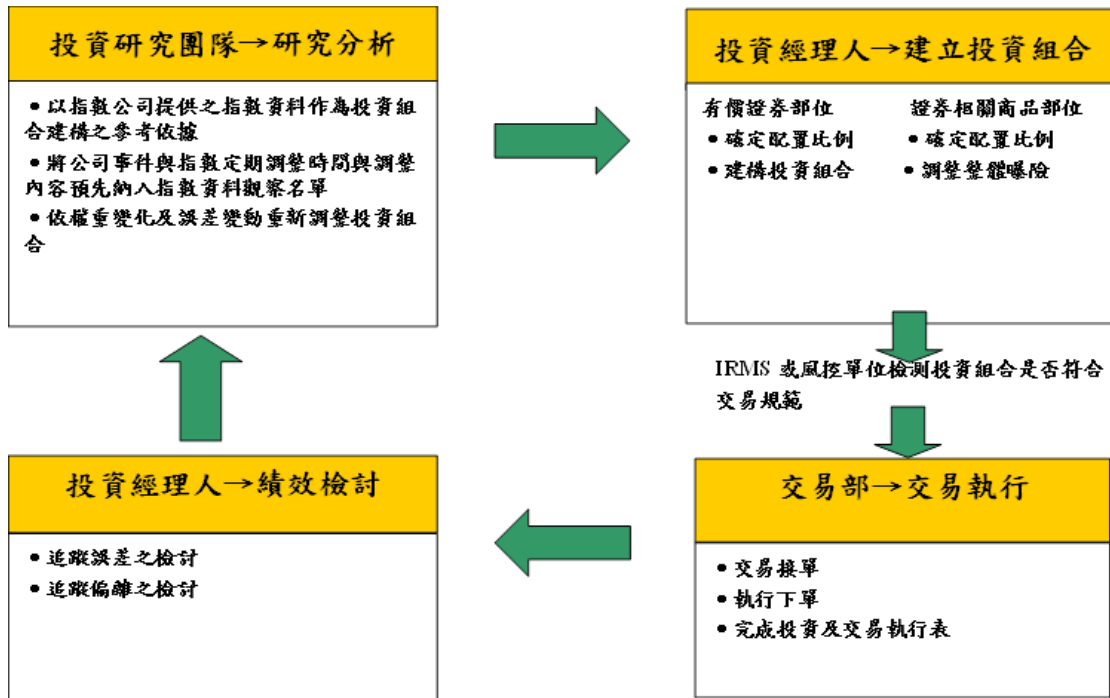 投資研究團隊→研究分析
• 以指數公司提供之指數資料作為投資組
合建構之參考依據
• 將公司事件與指數定期調整時間與調整
內容預先納入指數資料觀察名單
• 依權重變化及誤差變動重新調整投資組
合
投資經理人→建立投資組合
有價證券部位
• 確定配置比例
• 建構投資組合
證券相關商品部位
• 確定配置比例
• 調整整體曝險
IRMS 或風控單位檢測投資組合是否符合
交易規範
交易部→交易執行
• 交易接單
• 執行下單
• 完成投資及交易執行表
投資經理人→績效檢討
• 追蹤誤差之檢討
• 追蹤偏離之檢討